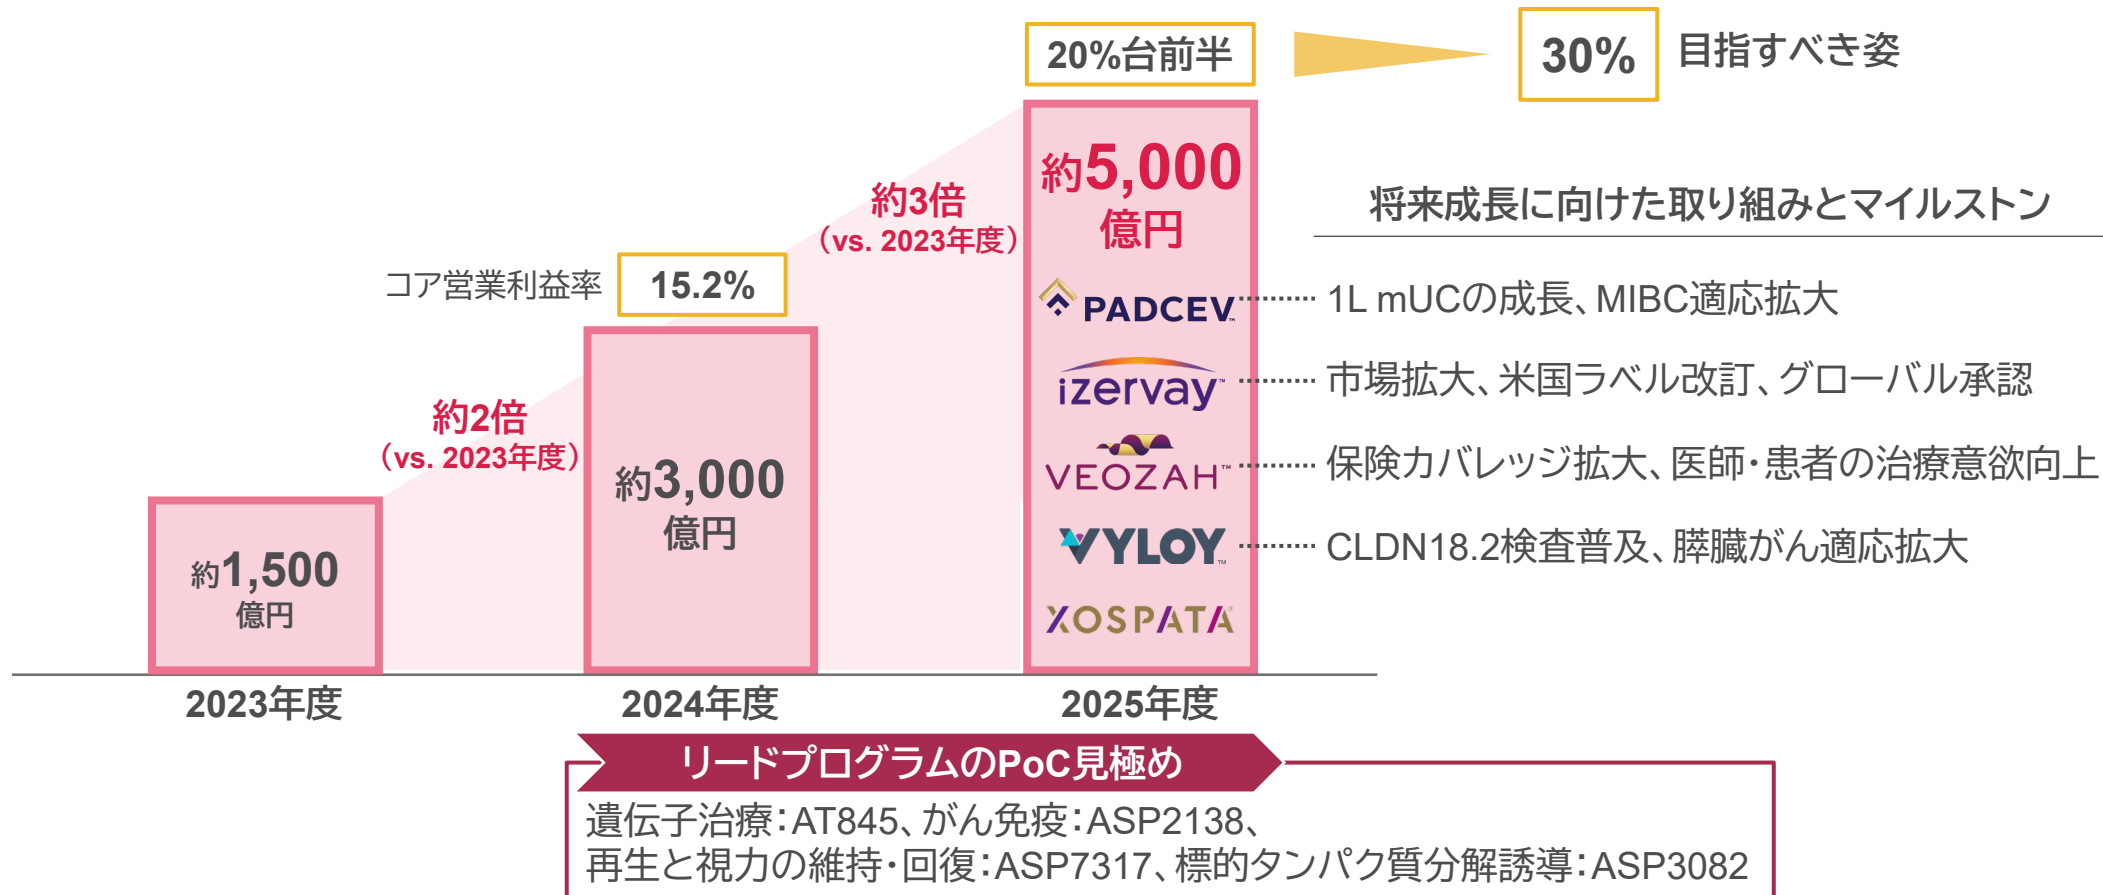 20%台前半
30%
目指すべき姿
約5,000
億円
約3倍
（vs. 2023年度）
将来成長に向けた取り組みとマイルストン
コア営業利益率
15.2%
PADCEV™
1L mUCの成長、MIBC適応拡大
izervay™
市場拡大、米国ラベル改訂、グローバル承認
約2倍
（vs. 2023年度）
約3,000
億円
VEOZAH™
保険カバレッジ拡大、医師・患者の治療意欲向上
VYLOY™
CLDN18.2検査普及、膵臓がん適応拡大
約1,500
億円
XOSPATA®
2023年度
2024年度
2025年度
リードプログラムのPoC見極め
遺伝子治療：AT845、がん免疫：ASP2138、
再生と視力の維持・回復：ASP7317、標的タンパク質分解誘導：ASP3082